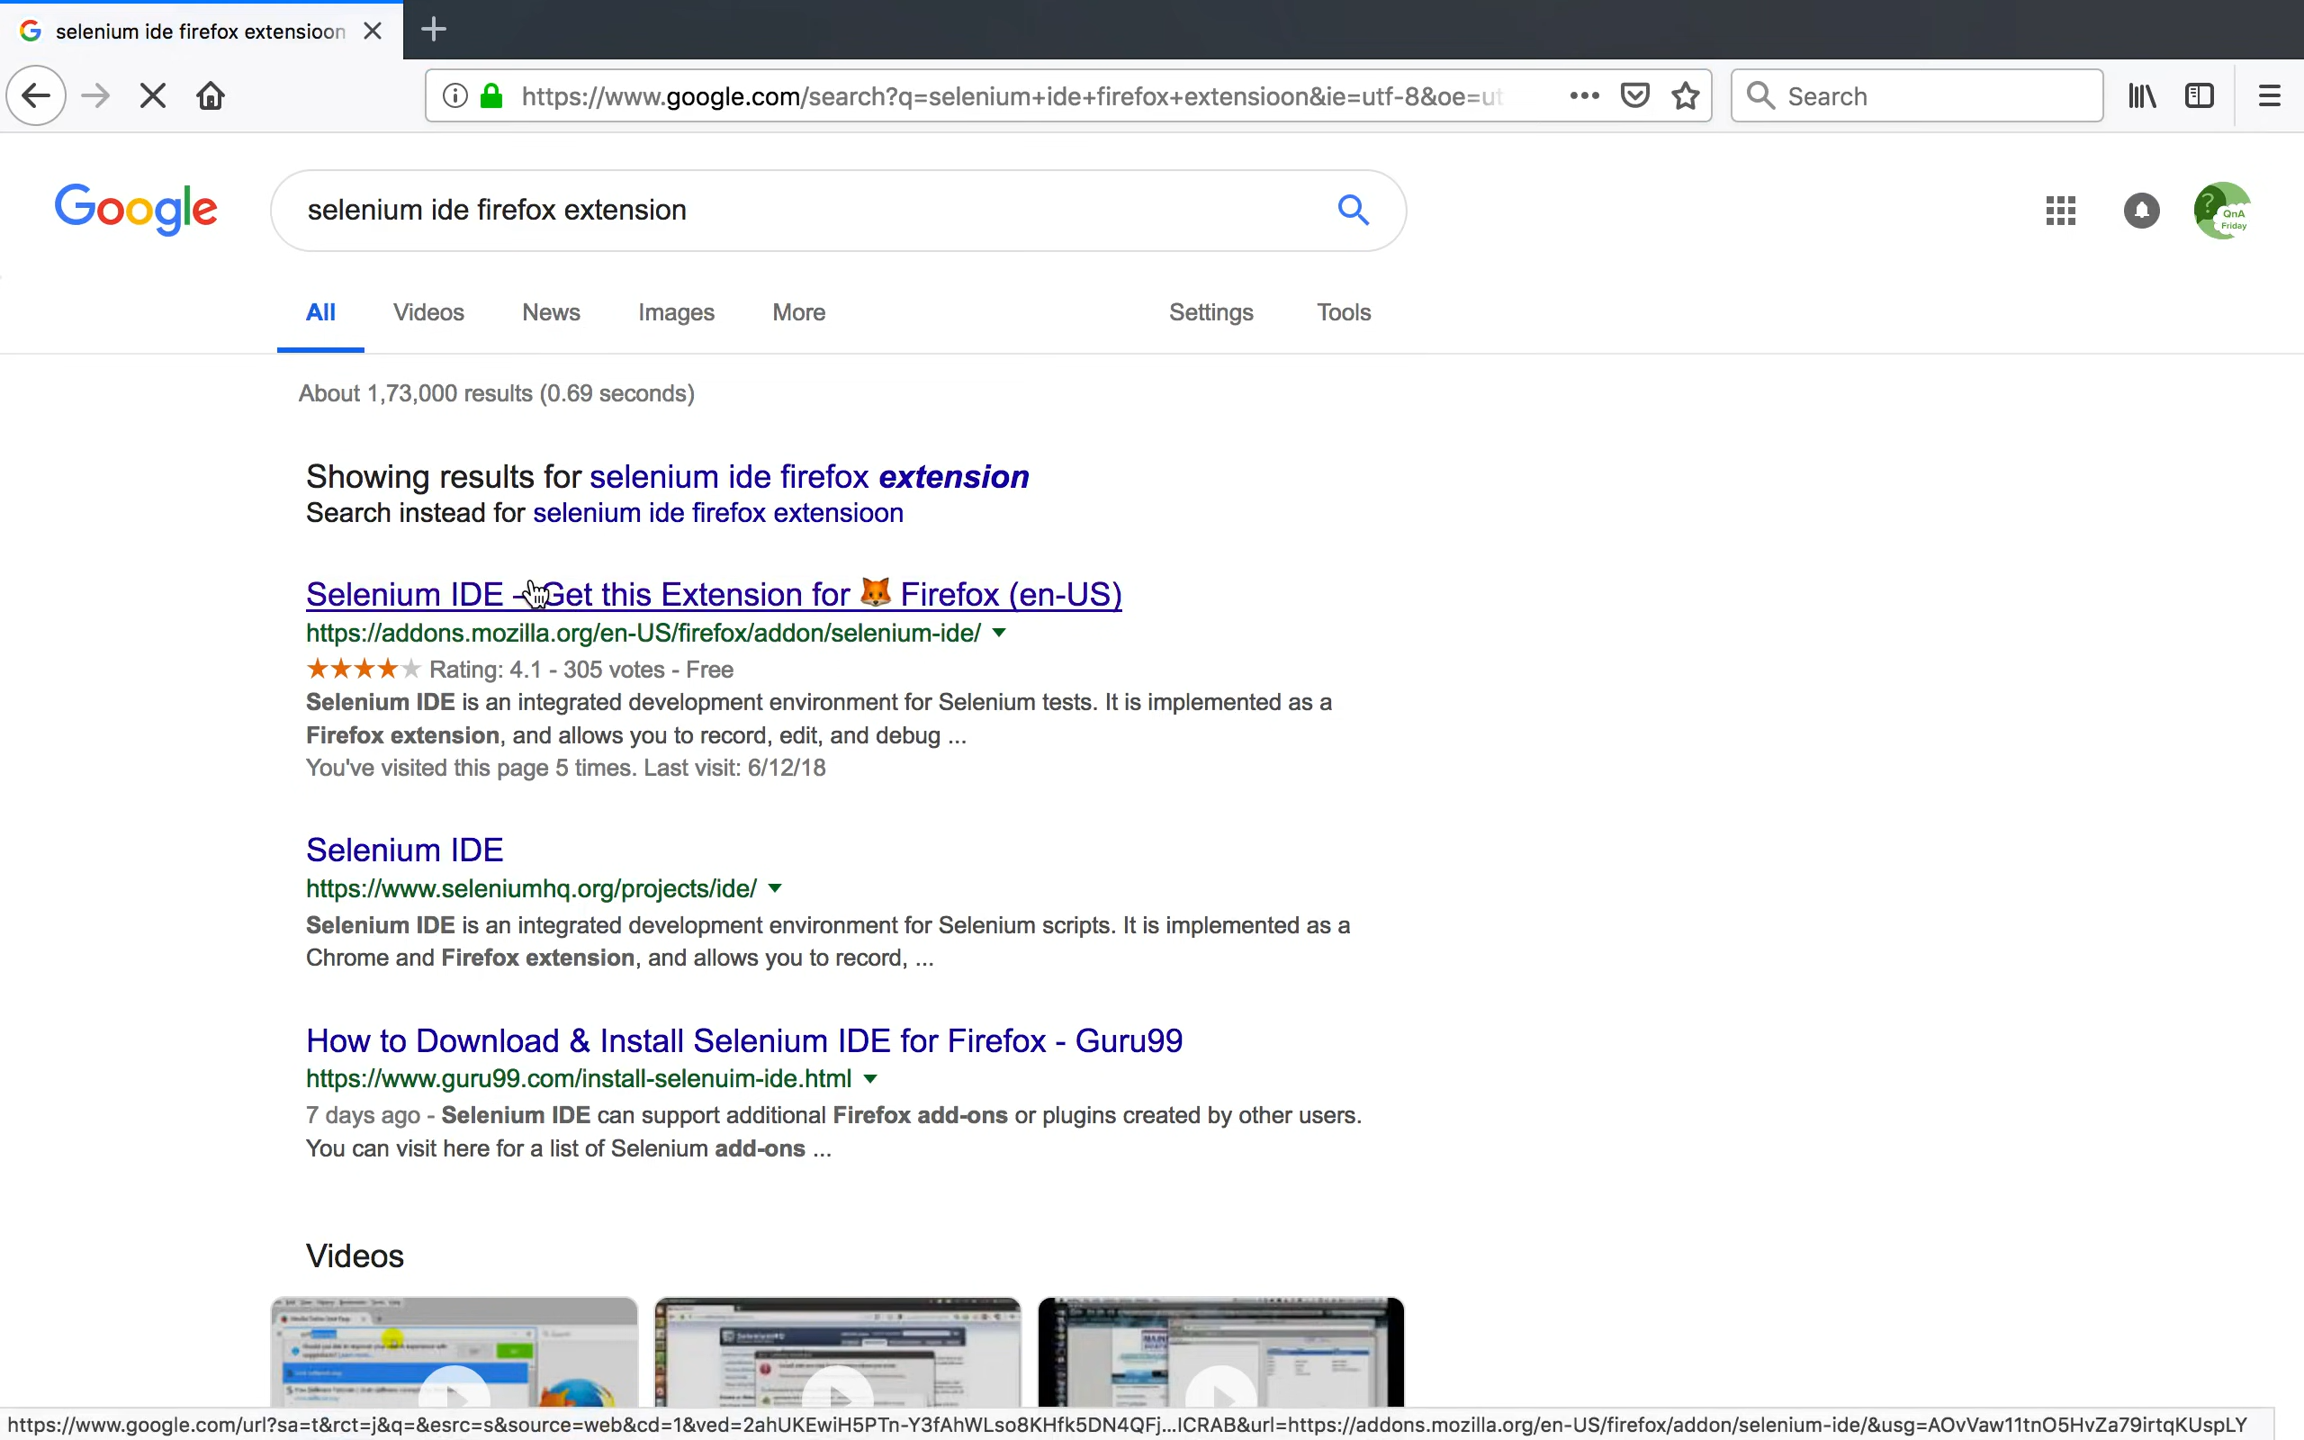 selenium ide firefox extensioon
https://www.google.com/search?q=selenium+ide+firefox+extensioon&ie=utf-8&oe=ut
Search
Google
selenium ide firefox extension
QnA
Friday
All Videos News Images More Settings Tools
About 1,73,000 results (0.69 seconds)
Showing results for selenium ide firefox extension
Search instead for selenium ide firefox extensioon
Selenium IDE – Get this Extension for 🦊 Firefox (en-US)
https://addons.mozilla.org/en-US/firefox/addon/selenium-ide/
Rating: 4.1 - 305 votes - Free
Selenium IDE is an integrated development environment for Selenium tests. It is implemented as a
Firefox extension, and allows you to record, edit, and debug ...
You've visited this page 5 times. Last visit: 6/12/18
Selenium IDE
https://www.seleniumhq.org/projects/ide/
Selenium IDE is an integrated development environment for Selenium scripts. It is implemented as a
Chrome and Firefox extension, and allows you to record, ...
How to Download & Install Selenium IDE for Firefox - Guru99
https://www.guru99.com/install-selenuim-ide.html
7 days ago - Selenium IDE can support additional Firefox add-ons or plugins created by other users.
You can visit here for a list of Selenium add-ons ...
Videos
https://www.google.com/url?sa=t&rct=j&q=&esrc=s&source=web&cd=1&ved=2ahUKEwiH5PTn-Y3fAhWLso8KHfk5DN4QFj...ICRAB&url=https://addons.mozilla.org/en-US/firefox/addon/selenium-ide/&usg=AOvVaw11tnO5HvZa79irtqKUspLY